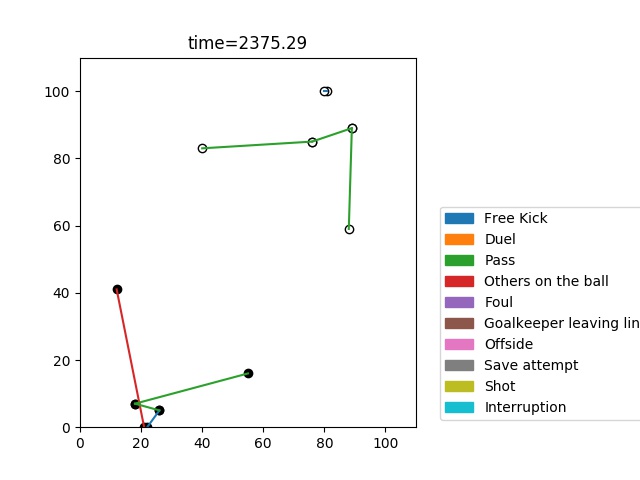 time=2375.29
100
80
60
40
20
0
0 20 40 60 80 100
Free Kick
Duel
Pass
Others on the ball
Foul
Goalkeeper leaving lin
Offside
Save attempt
Shot
Interruption